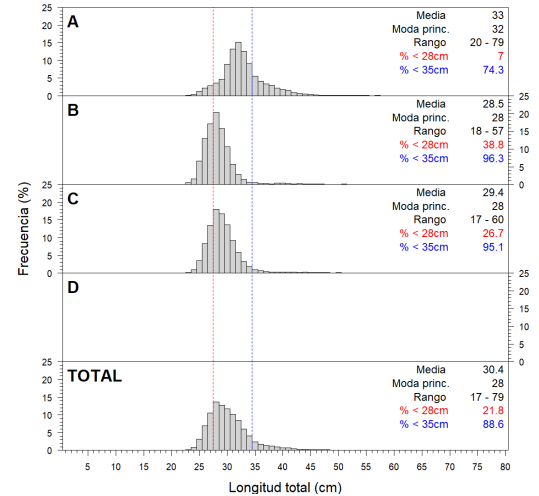 25
20
15
10
5
0
A
Media 33
Moda princ. 32
Rango 20 - 79
% < 28cm 7
% < 35cm 74.3
25
20
15
10
5
0
B
Media 28.5
Moda princ. 28
Rango 18 - 57
% < 28cm 38.8
% < 35cm 96.3
25
20
15
10
5
0
C
Media 29.4
Moda princ. 28
Rango 17 - 60
% < 28cm 26.7
% < 35cm 95.1
25
20
15
10
5
0
D
25
20
15
10
5
0
TOTAL
Media 30.4
Moda princ. 28
Rango 17 - 79
% < 28cm 21.8
% < 35cm 88.6
Frecuencia (%)
5 10 15 20 25 30 35 40 45 50 55 60 65 70 75 80
Longitud total (cm)